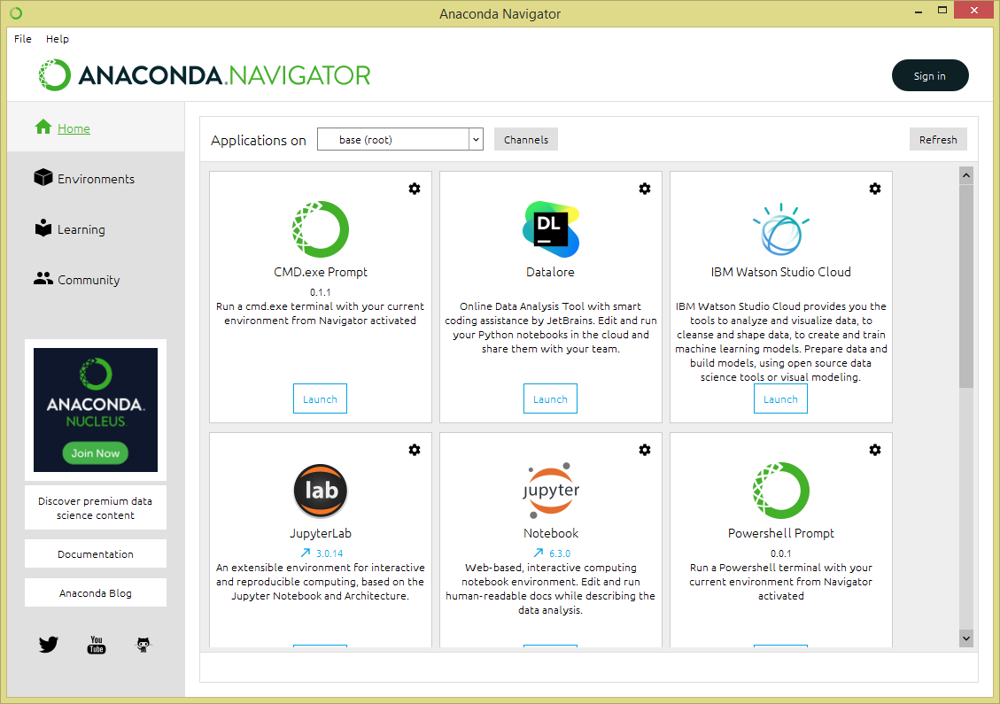 Anaconda Navigator
File Help
ANACONDA.NAVIGATOR
Sign in
Home
Environments
Learning
Community
ANACONDA.
NUCLEUS
Join Now
Discover premium data
science content
Documentation
Anaconda Blog
You
Tube
Applications on base (root) Channels Refresh
CMD.exe Prompt
0.1.1
Run a cmd.exe terminal with your current
environment from Navigator activated
Launch
DL
Datalore
Online Data Analysis Tool with smart
coding assistance by JetBrains. Edit and run
your Python notebooks in the cloud and
share them with your team.
Launch
IBM Watson Studio Cloud
IBM Watson Studio Cloud provides you the
tools to analyze and visualize data, to
cleanse and shape data, to create and train
machine learning models. Prepare data and
build models, using open source data
science tools or visual modeling.
Launch
lab
JupyterLab
3.0.14
An extensible environment for interactive
and reproducible computing, based on the
Jupyter Notebook and Architecture.
jupyter
Notebook
6.3.0
Web-based, interactive computing
notebook environment. Edit and run
human-readable docs while describing the
data analysis.
Powershell Prompt
0.0.1
Run a Powershell terminal with your
current environment from Navigator
activated